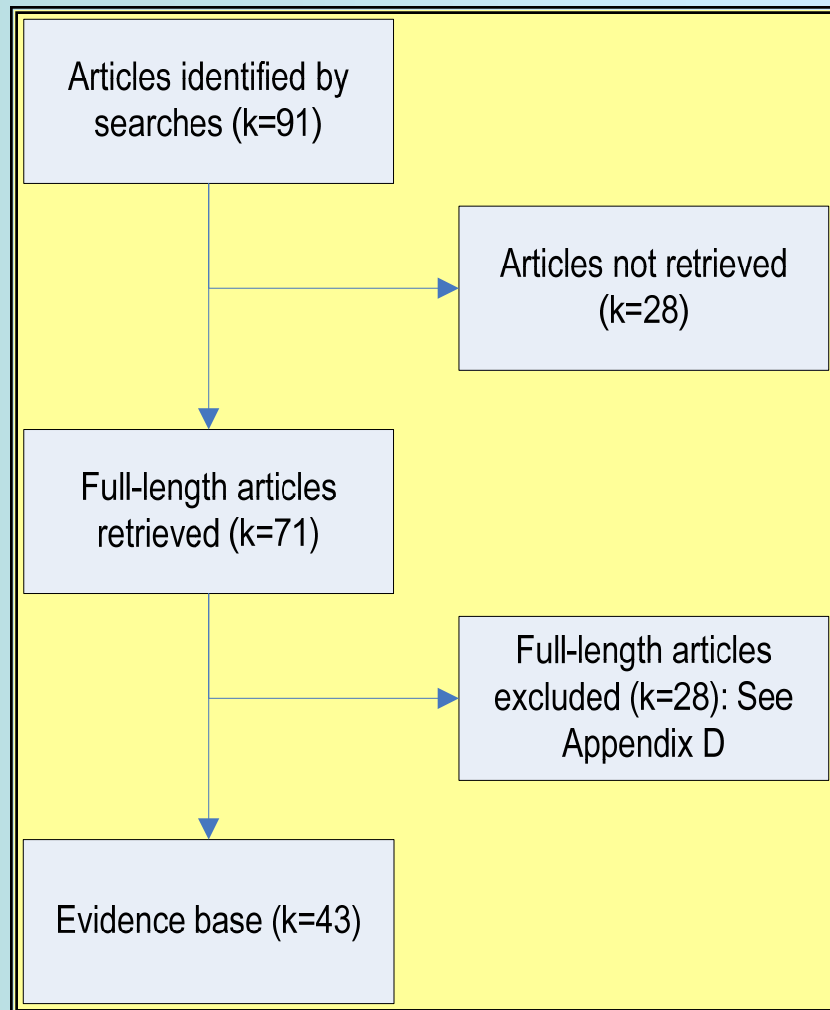 Articles identified by
searches (k=91)
Articles not retrieved
(k=28)
Full-length articles
retrieved (k=71)
Full-length articles
excluded (k=28): See
Appendix D
Evidence base (k=43)